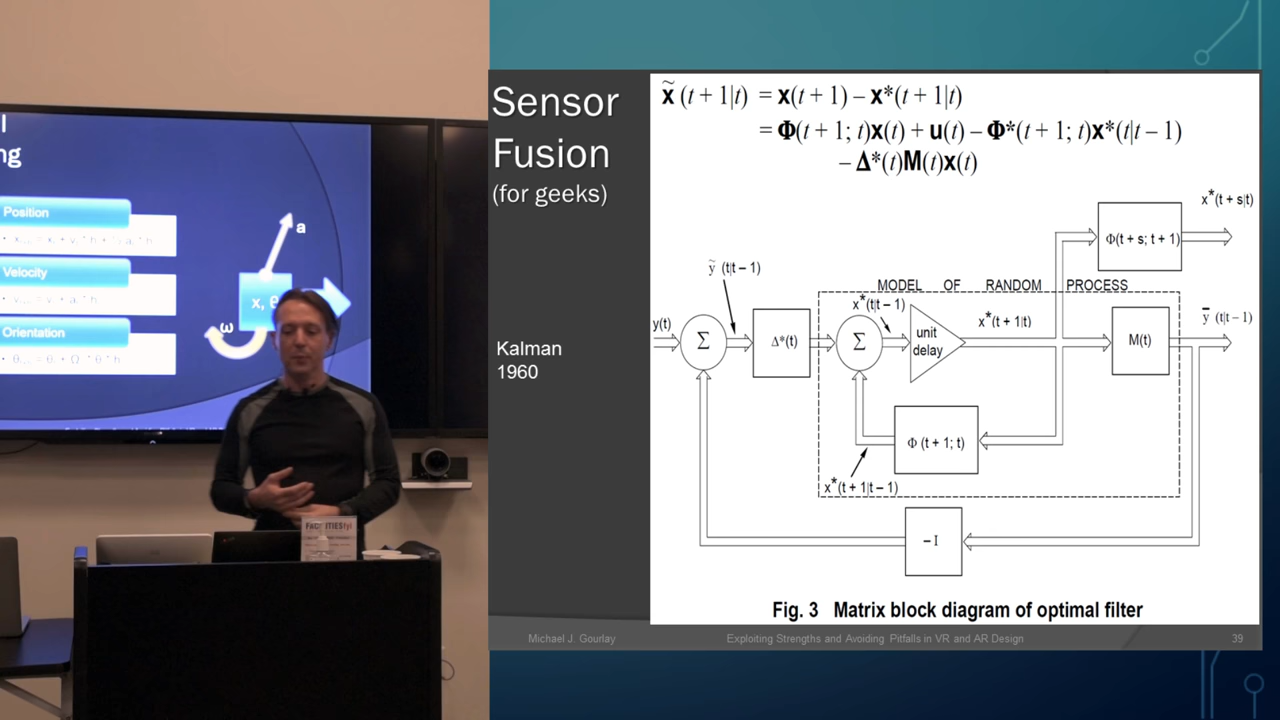 Sensor
Fusion
(for geeks)
Kalman
1960
x̃ (t + 1|t) = x(t + 1) – x*(t + 1|t)
= Φ(t + 1; t)x(t) + u(t) – Φ*(t + 1; t)x*(t|t – 1)
– Δ*(t)M(t)x(t)
x*(t + s|t)
Φ(t + s; t + 1)
ỹ (t|t – 1)
MODEL OF RANDOM PROCESS
x*(t|t – 1)
x*(t + 1|t)
ȳ (t|t – 1)
y(t)
Σ
Δ*(t)
Σ
unit
delay
M(t)
Φ (t + 1; t)
x*(t + 1|t – 1)
– I
Fig. 3 Matrix block diagram of optimal filter
Michael J. Gourlay
Exploiting Strengths and Avoiding Pitfalls in VR and AR Design
39
Position
Velocity
Orientation
a
x, θ
ω